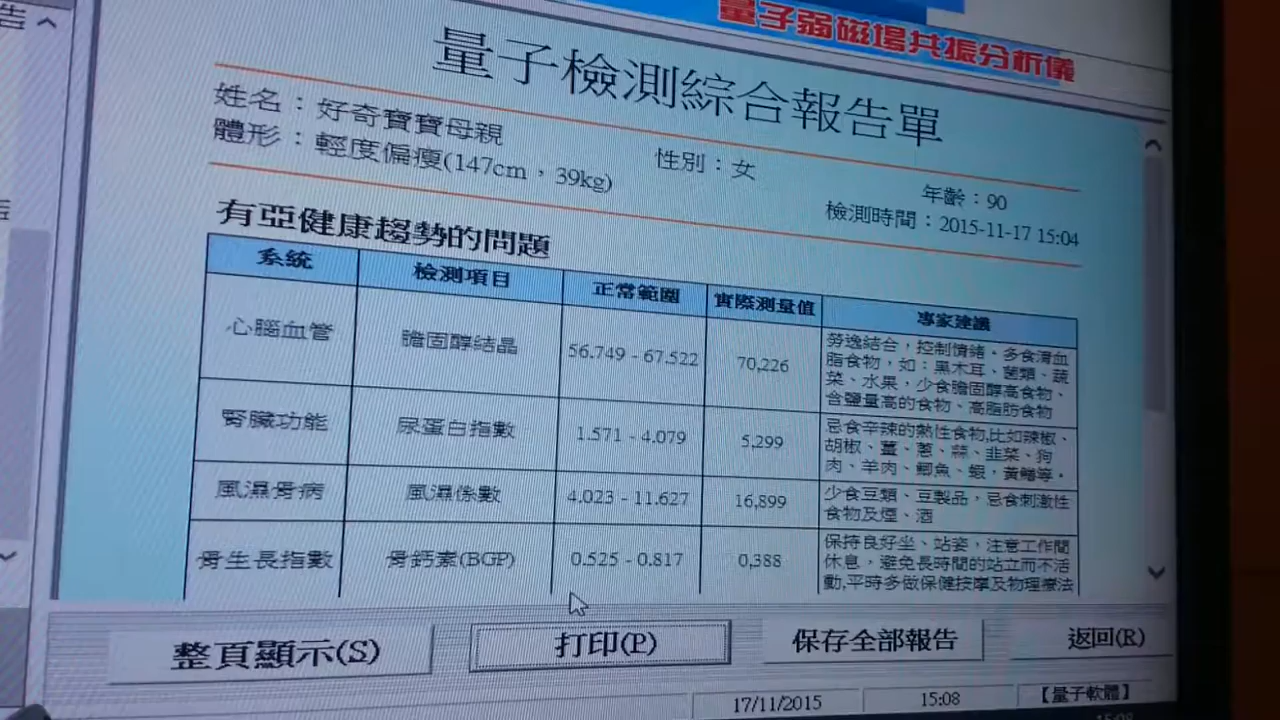 告
量子弱磁場共振分析儀
量子檢測綜合報告單
姓名：好奇寶寶母親
性別：女
年齡：90
體形：輕度偏瘦(147cm，39kg)
檢測時間：2015-11-17 15:04
有亞健康趨勢的問題
系統 檢測項目 正常範圍 實際測量值 專家建議
心腦血管 膽固醇結晶 56.749 - 67.522 70,226
勞逸結合，控制情緒。多食清血
脂食物，如：黑木耳、菌類、蔬
菜、水果，少食膽固醇高食物、
含鹽量高的食物、高脂肪食物
腎臟功能 尿蛋白指數 1.571 - 4.079 5,299
忌食辛辣的熱性食物,比如辣椒、
胡椒、薑、蔥、蒜、韭菜、狗
肉、羊肉、鯽魚、蝦，黃鱔等。
風濕骨病 風濕係數 4.023 - 11.627 16,899
少食豆類、豆製品，忌食刺激性
食物及煙、酒
骨生長指數 骨鈣素(BGP) 0.525 - 0.817 0,388
保持良好坐、站姿，注意工作間
休息，避免長時間的站立而不活
動,平時多做保健按摩及物理療法
整頁顯示(S) 打印(P) 保存全部報告 返回(R)
17/11/2015 15:08 【量子軟體】